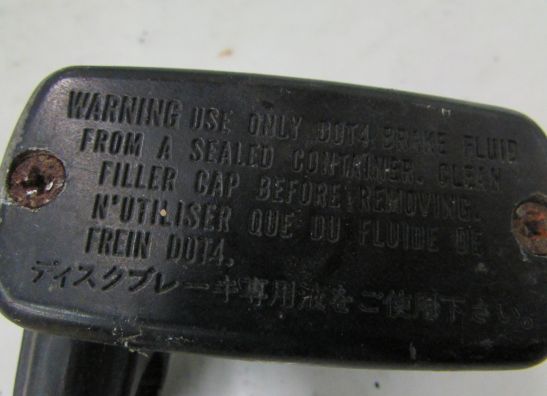 WARNING USE ONLY DOT4 BRAKE FLUID
FROM A SEALED CONTAINER. CLEAN
FILLER CAP BEFORE REMOVING.
N'UTILISER QUE DU FLUIDE DE
FREIN DOT4.
ディスクブレーキ専用液をご使用下さい。